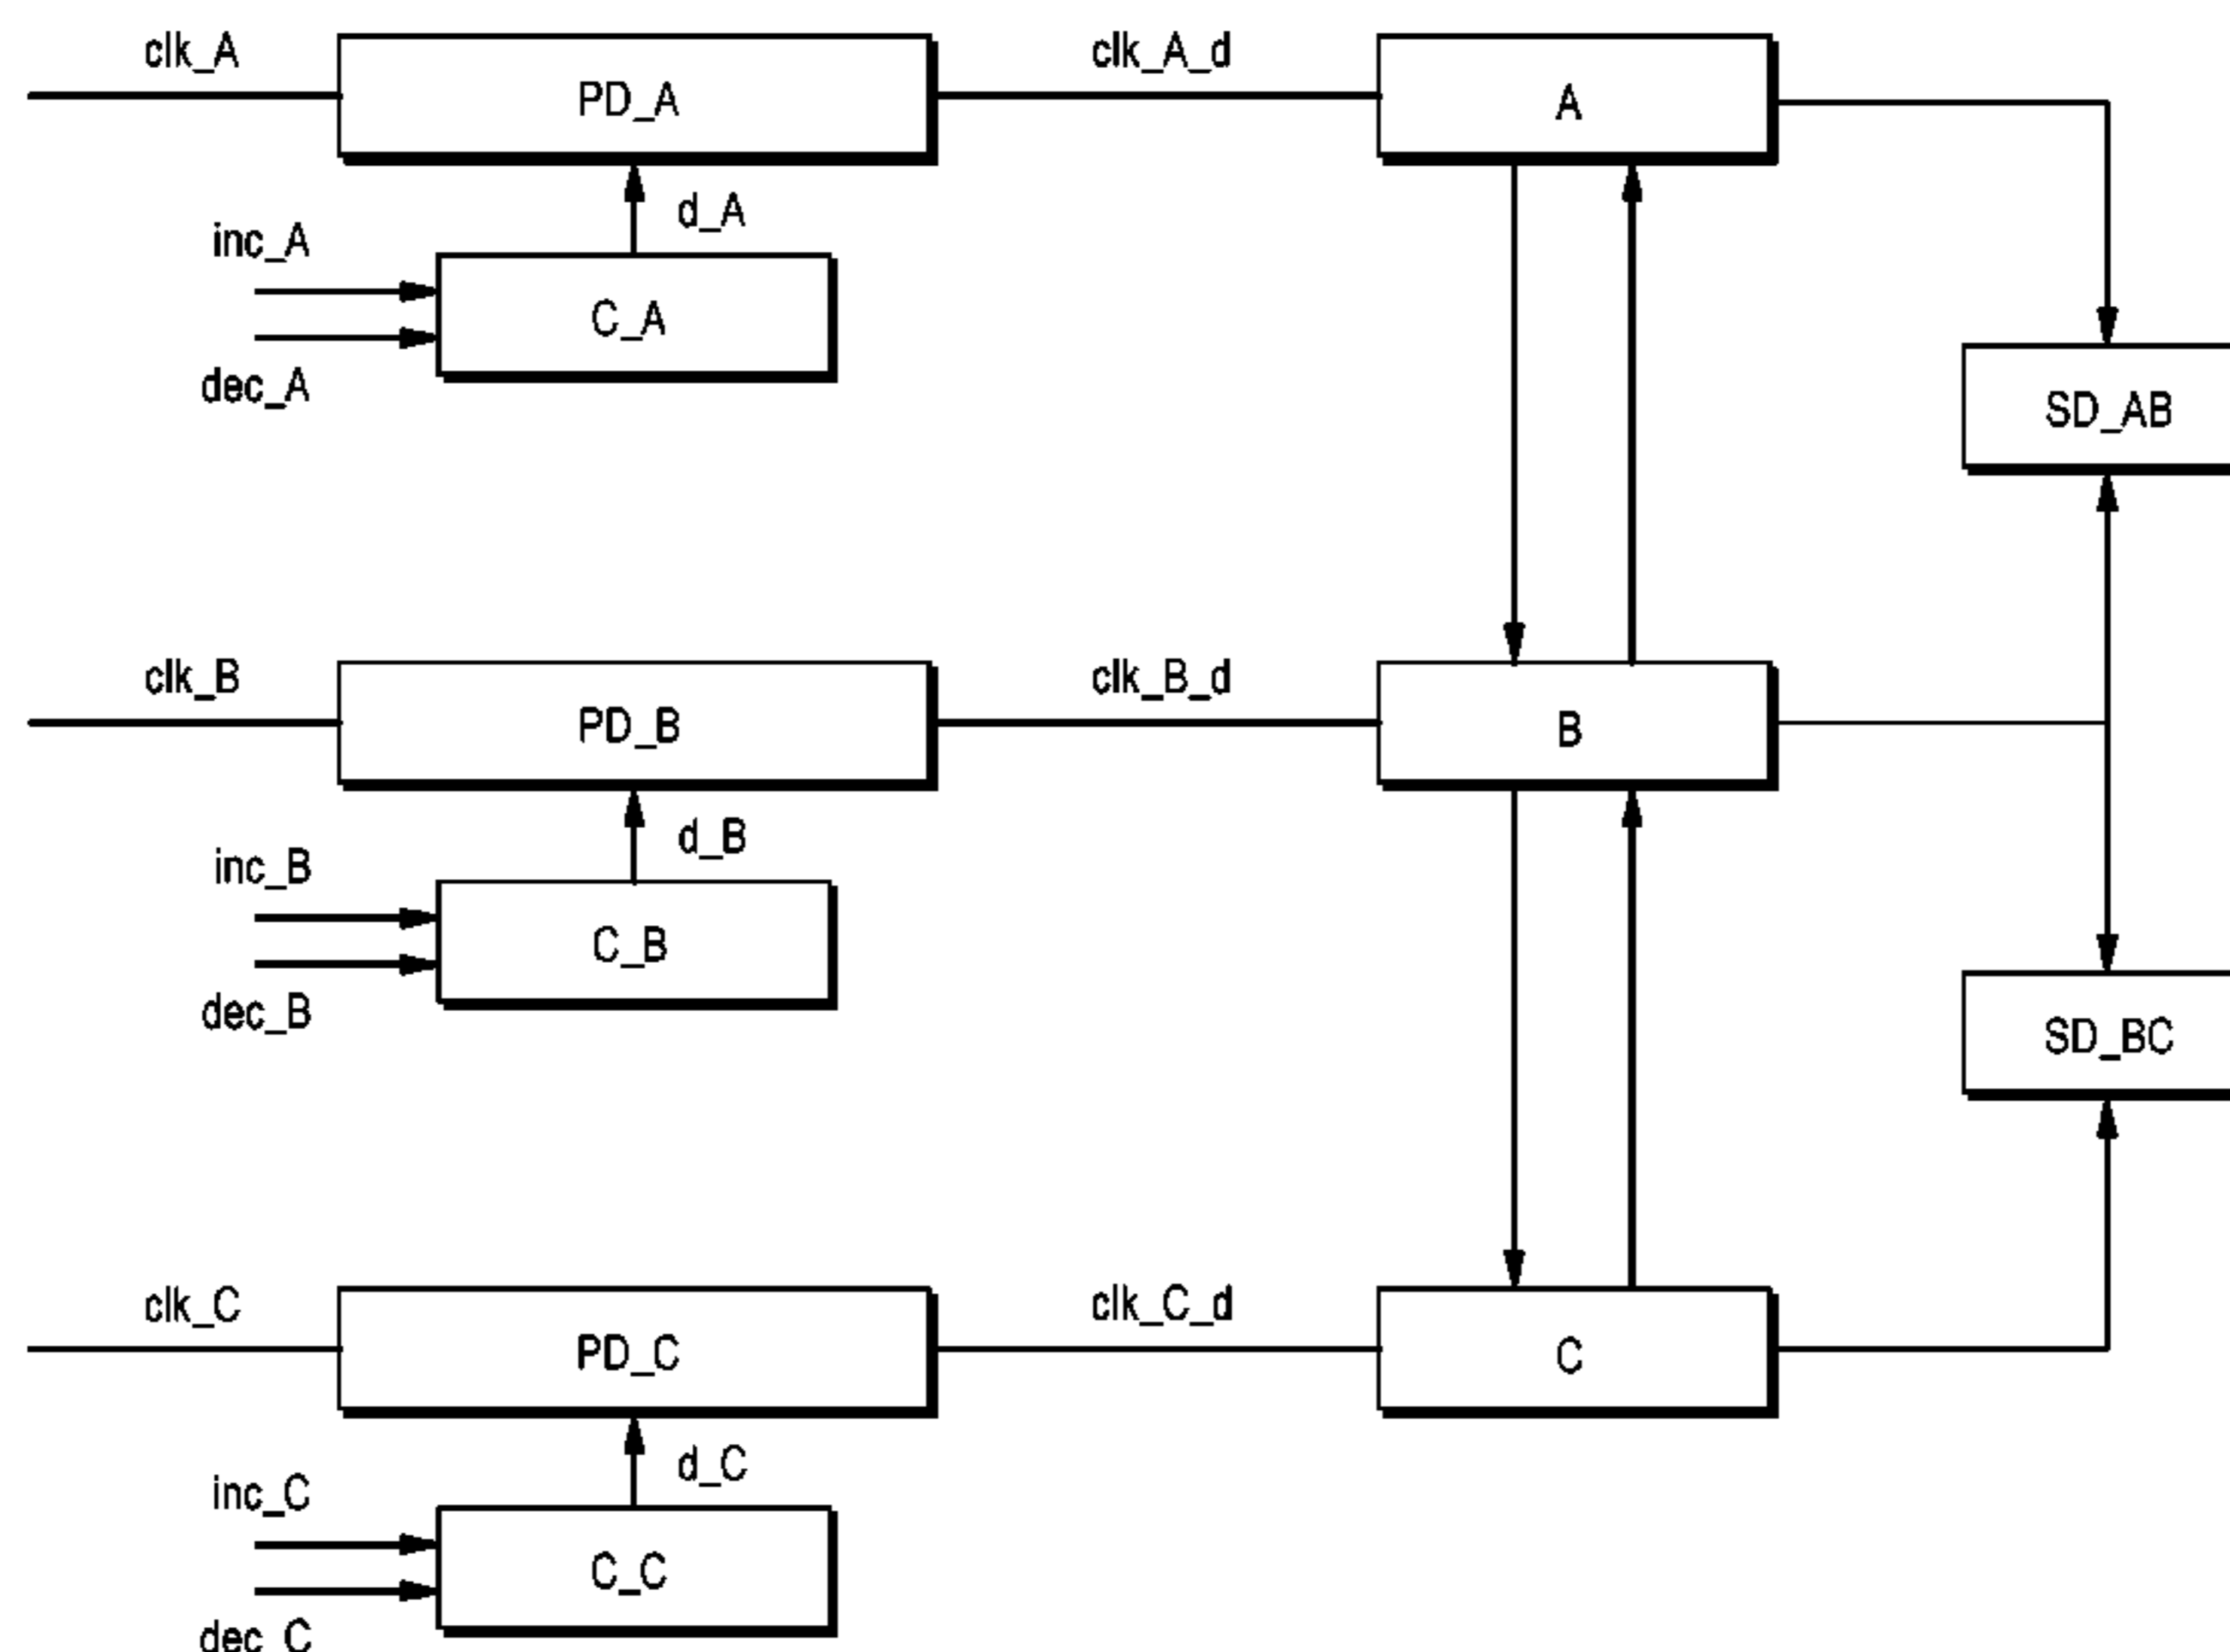 clk_A
PD_A
clk_A_d
A
d_A
inc_A
C_A
dec_A
SD_AB
clk_B
PD_B
clk_B_d
B
d_B
inc_B
C_B
dec_B
SD_BC
clk_C
PD_C
clk_C_d
C
d_C
inc_C
C_C
dec_C